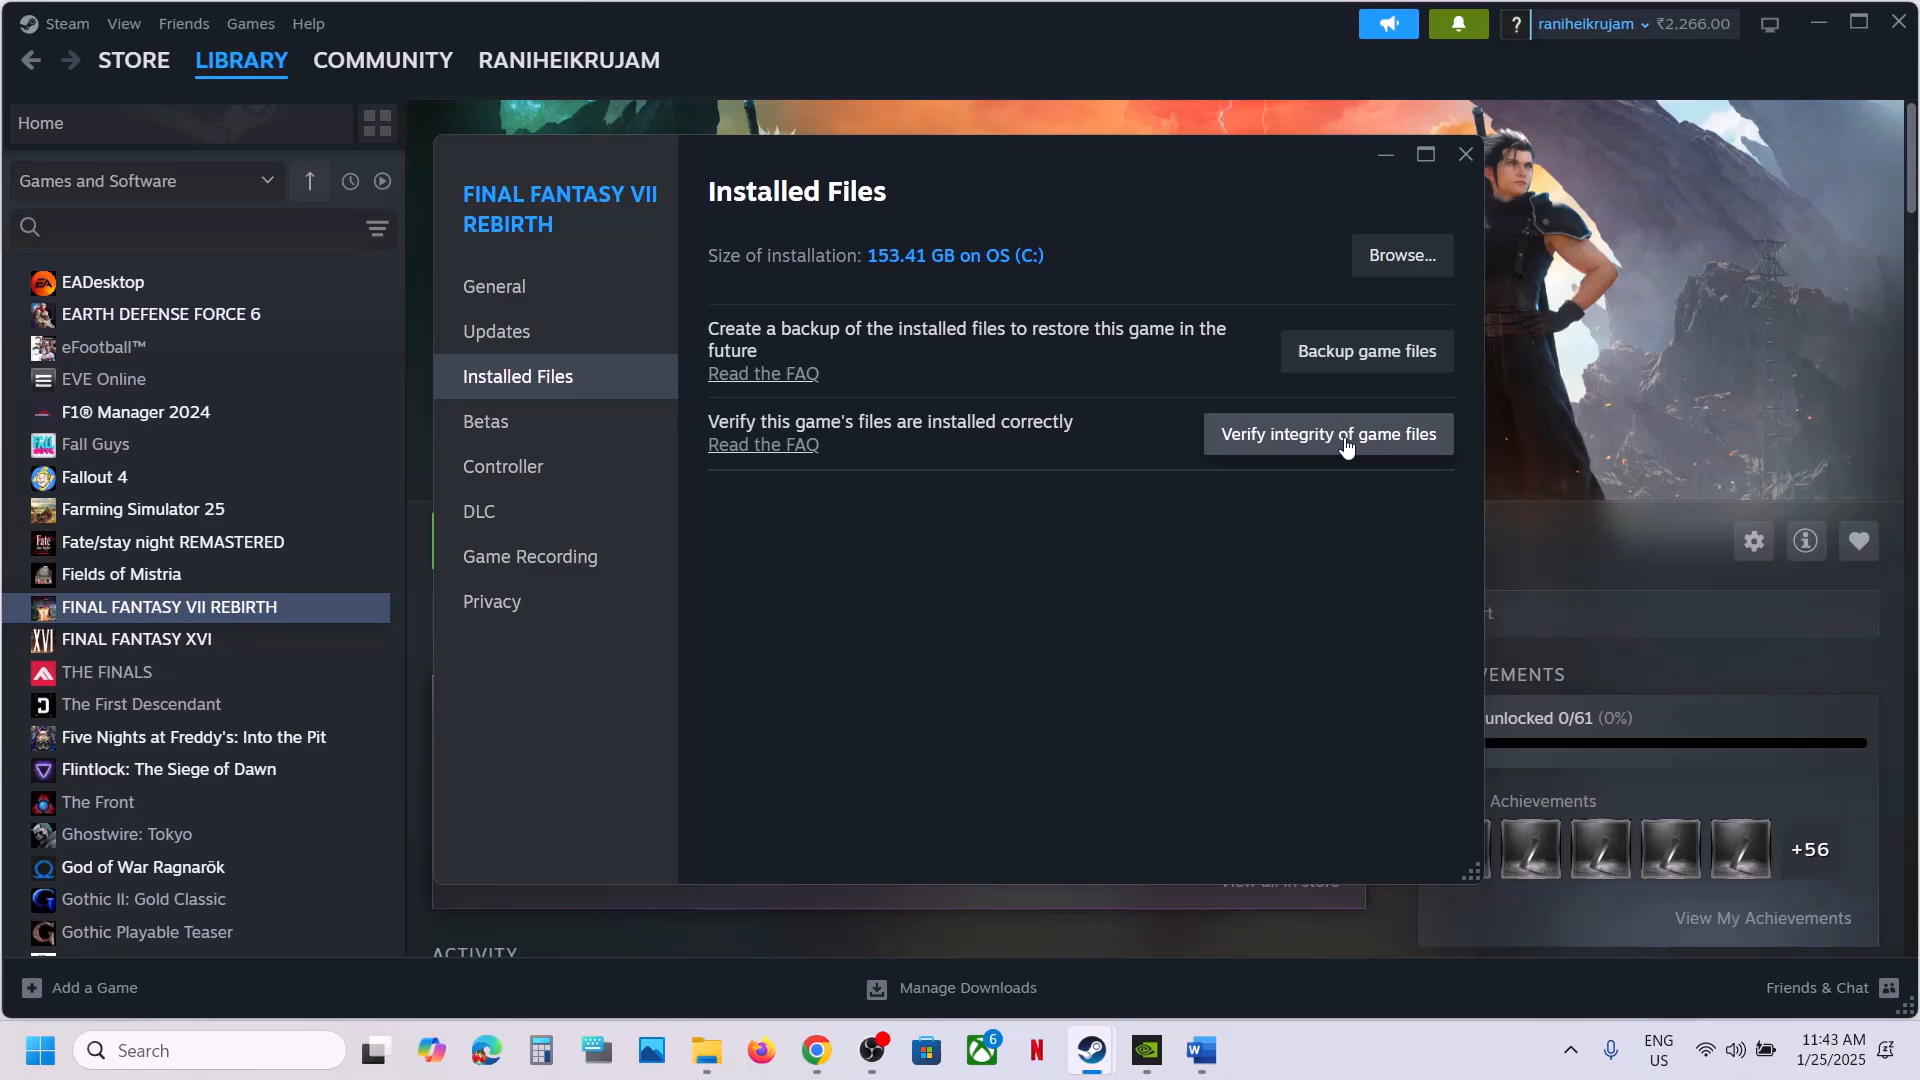 Steam View Friends Games Help
? raniheikrujam ₹2,266.00
STORE LIBRARY COMMUNITY RANIHEIKRUJAM
Home
Games and Software
EADesktop
EARTH DEFENSE FORCE 6
eFootball™
EVE Online
F1® Manager 2024
Fall Guys
Fallout 4
Farming Simulator 25
Fate/stay night REMASTERED
Fields of Mistria
FINAL FANTASY VII REBIRTH
FINAL FANTASY XVI
THE FINALS
The First Descendant
Five Nights at Freddy's: Into the Pit
Flintlock: The Siege of Dawn
The Front
Ghostwire: Tokyo
God of War Ragnarök
Gothic II: Gold Classic
Gothic Playable Teaser
FINAL FANTASY VII
REBIRTH
General
Updates
Installed Files
Betas
Controller
DLC
Game Recording
Privacy
Installed Files
Size of installation: 153.41 GB on OS (C:)
Browse...
Create a backup of the installed files to restore this game in the
future
Read the FAQ
Backup game files
Verify this game's files are installed correctly
Read the FAQ
Verify integrity of game files
unlocked 0/61 (0%)
Achievements
+56
View My Achievements
View all in store
ACTIVITY
Add a Game
Manage Downloads
Friends & Chat
Search
6
ENG
US
11:43 AM
1/25/2025